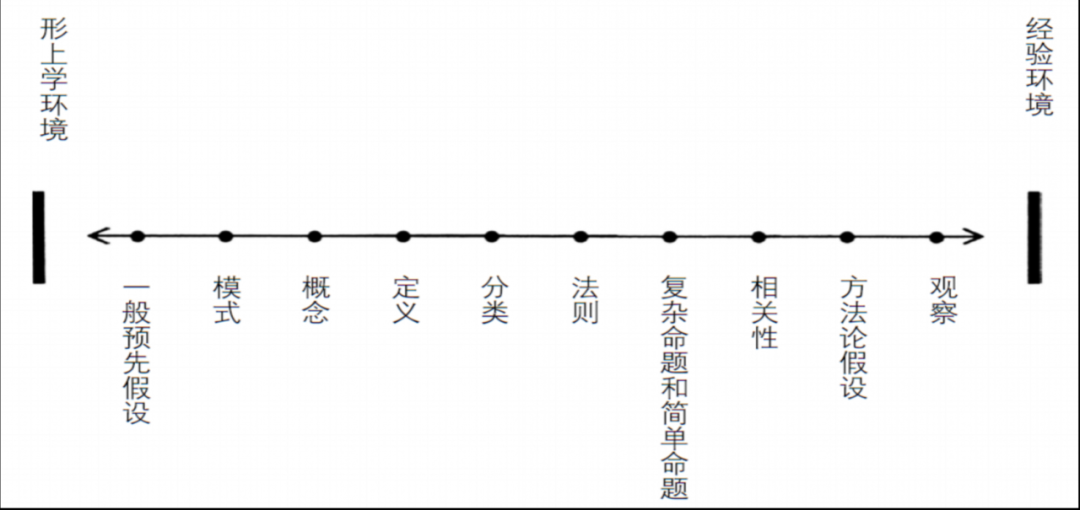 形上学环境
经验环境
一般预先假设
模式
概念
定义
分类
法则
复杂命题和简单命题
相关性
方法论假设
观察